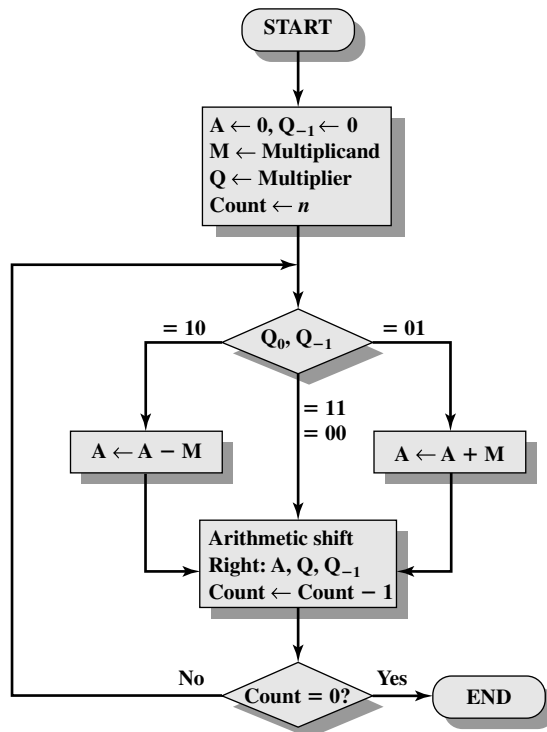 START
A ← 0, Q₋₁ ← 0
M ← Multiplicand
Q ← Multiplier
Count ← n
= 10
Q₀, Q₋₁
= 01
= 11
= 00
A ← A − M
A ← A + M
Arithmetic shift
Right: A, Q, Q₋₁
Count ← Count − 1
No
Count = 0?
Yes
END